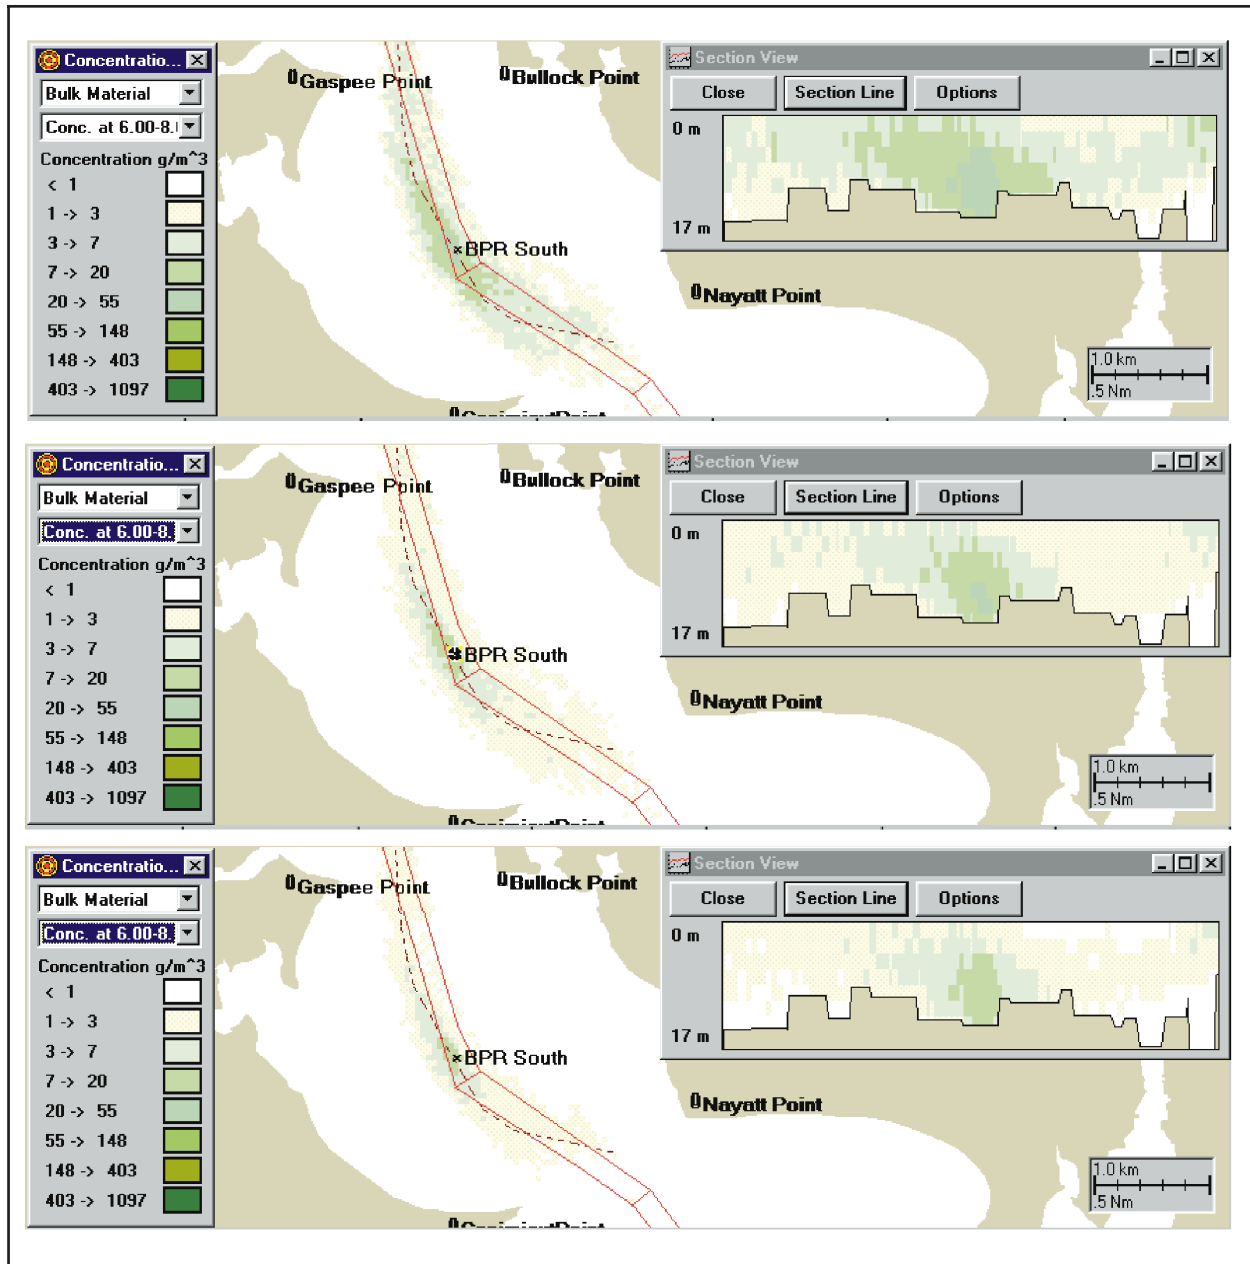 Concentratio...
Bulk Material
Conc. at 6.00-8.
Concentration g/m^3
< 1
1 -> 3
3 -> 7
7 -> 20
20 -> 55
55 -> 148
148 -> 403
403 -> 1097
Gaspee Point
Bullock Point
BPR South
Nayatt Point
Section View
Close
Section Line
Options
0 m
17 m
1.0 km
.5 Nm
Concentratio...
Bulk Material
Conc. at 6.00-8.
Concentration g/m^3
< 1
1 -> 3
3 -> 7
7 -> 20
20 -> 55
55 -> 148
148 -> 403
403 -> 1097
Gaspee Point
Bullock Point
BPR South
Nayatt Point
Section View
Close
Section Line
Options
0 m
17 m
1.0 km
.5 Nm
Concentratio...
Bulk Material
Conc. at 6.00-8.
Concentration g/m^3
< 1
1 -> 3
3 -> 7
7 -> 20
20 -> 55
55 -> 148
148 -> 403
403 -> 1097
Gaspee Point
Bullock Point
BPR South
Nayatt Point
Section View
Close
Section Line
Options
0 m
17 m
1.0 km
.5 Nm